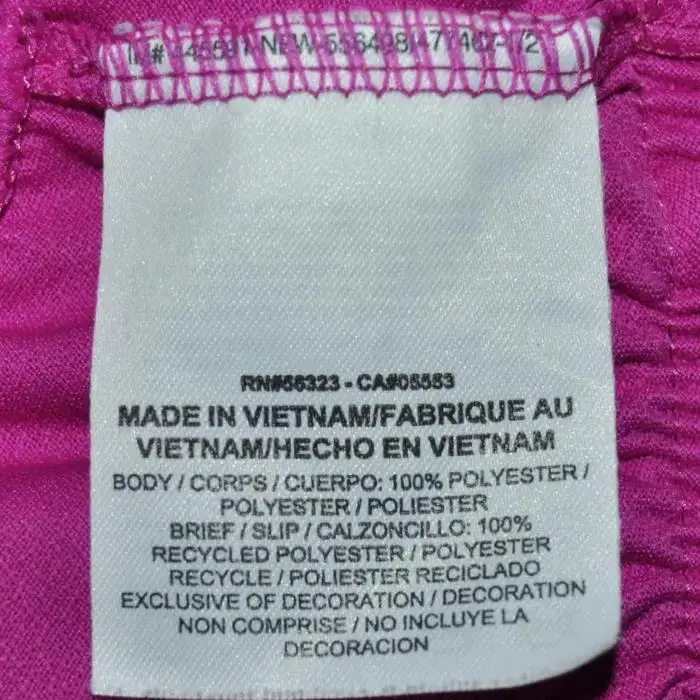 RN#56323 - CA#05553
MADE IN VIETNAM/FABRIQUE AU
VIETNAM/HECHO EN VIETNAM
BODY / CORPS / CUERPO: 100% POLYESTER /
POLYESTER / POLIESTER
BRIEF / SLIP / CALZONCILLO: 100%
RECYCLED POLYESTER / POLYESTER
RECYCLE / POLIESTER RECICLADO
EXCLUSIVE OF DECORATION / DECORATION
NON COMPRISE / NO INCLUYE LA
DECORACION